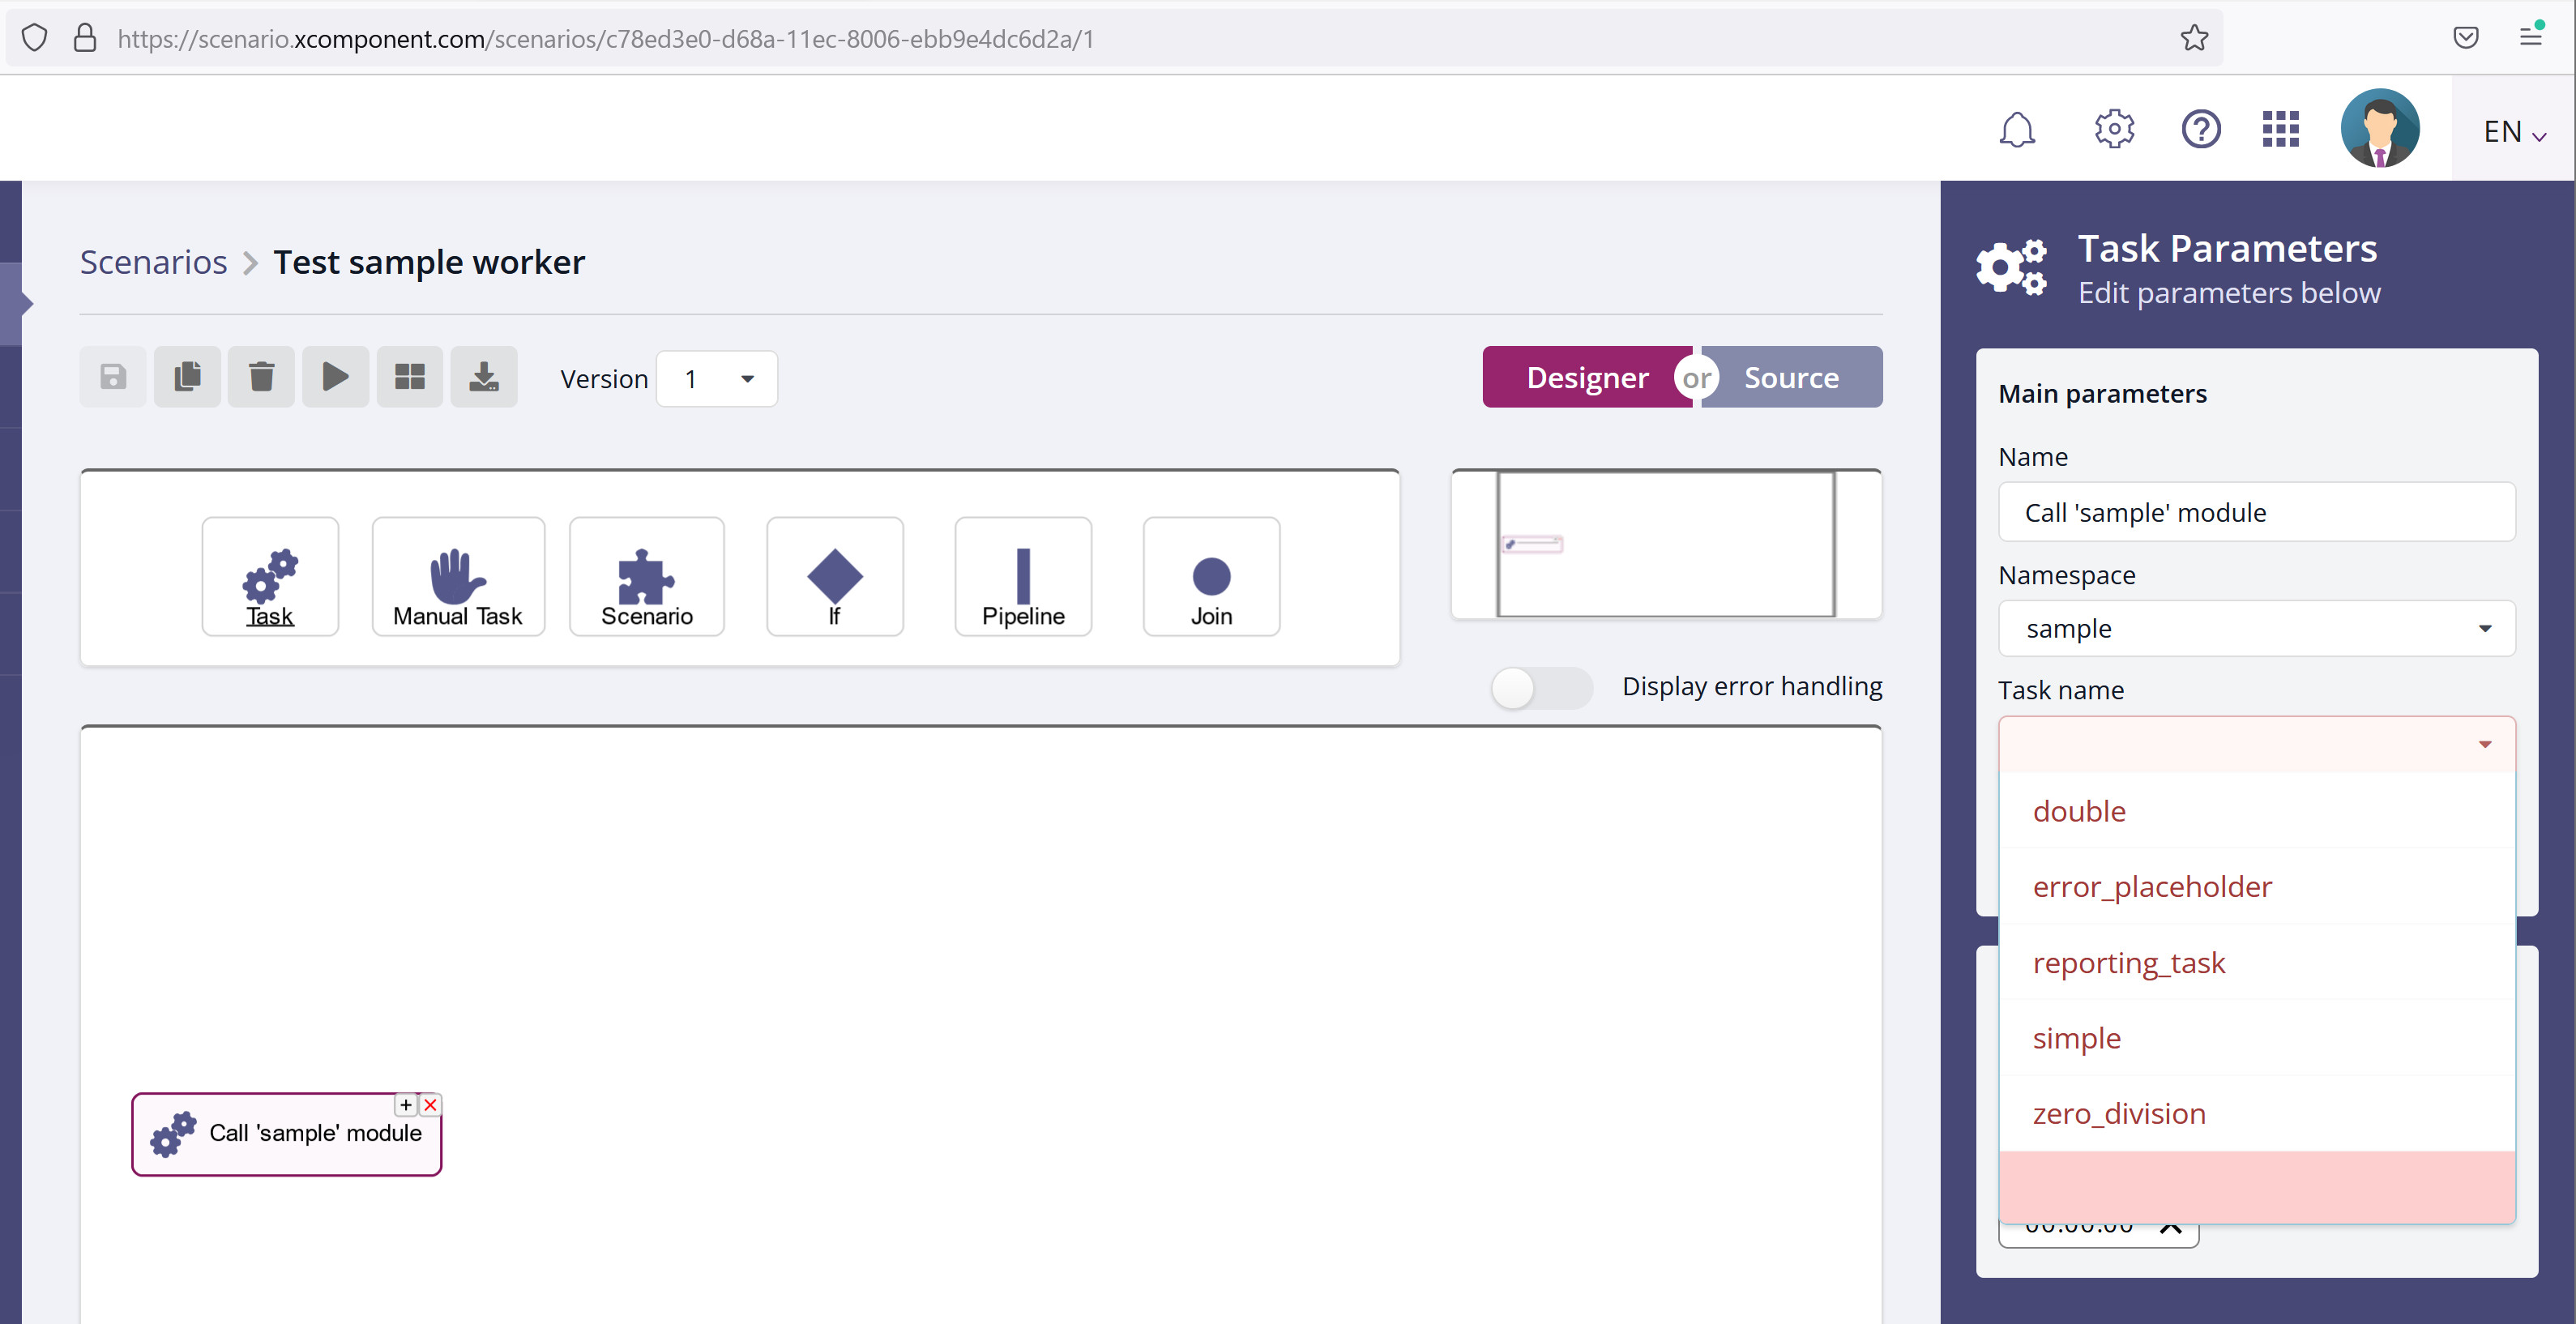 https://scenario.xcomponent.com/scenarios/c78ed3e0-d68a-11ec-8006-ebb9e4dc6d2a/1
EN
Scenarios > Test sample worker
Version 1
Designer or Source
Task
Manual Task
Scenario
If
Pipeline
Join
Display error handling
Call 'sample' module
Task Parameters
Edit parameters below
Main parameters
Name
Call 'sample' module
Namespace
sample
Task name
double
error_placeholder
reporting_task
simple
zero_division